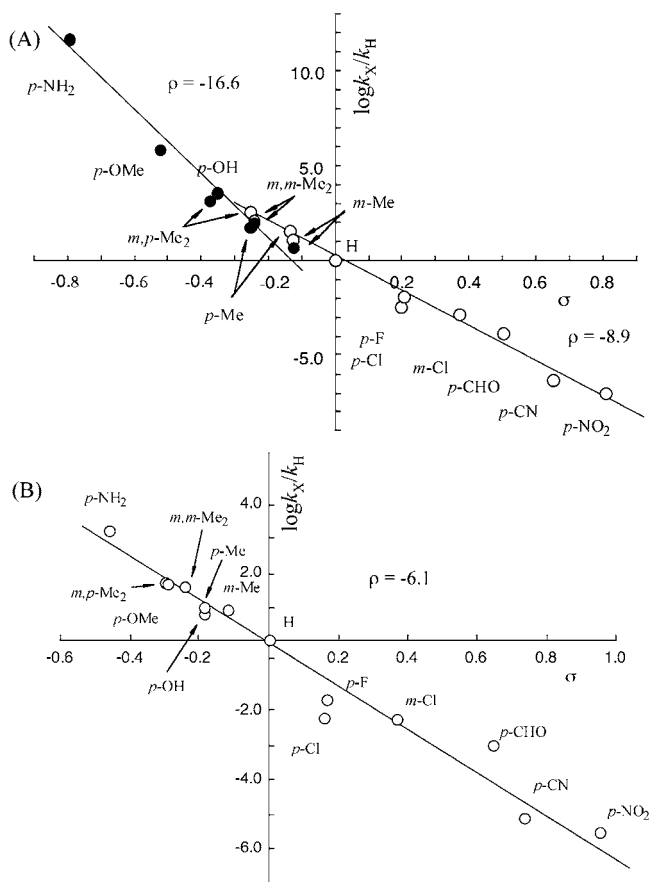 (A)
logkX/kH
10.0
p-NH2
ρ = -16.6
p-OMe
p-OH
5.0
m,m-Me2
m-Me
m,p-Me2
H
-0.8 -0.6 -0.4 -0.2 0 0.2 0.4 0.6 0.8
σ
p-Me
p-F
ρ = -8.9
-5.0
p-Cl
m-Cl
p-CHO
p-CN
p-NO2
(B)
logkX/kH
4.0
p-NH2
m,m-Me2
p-Me
2.0
m,p-Me2
m-Me
ρ = -6.1
p-OMe
H
-0.6 -0.4 -0.2 0 0.2 0.4 0.6 0.8 1.0
p-OH
σ
p-F
m-Cl
-2.0
p-CHO
p-Cl
p-CN
-4.0
p-NO2
-6.0